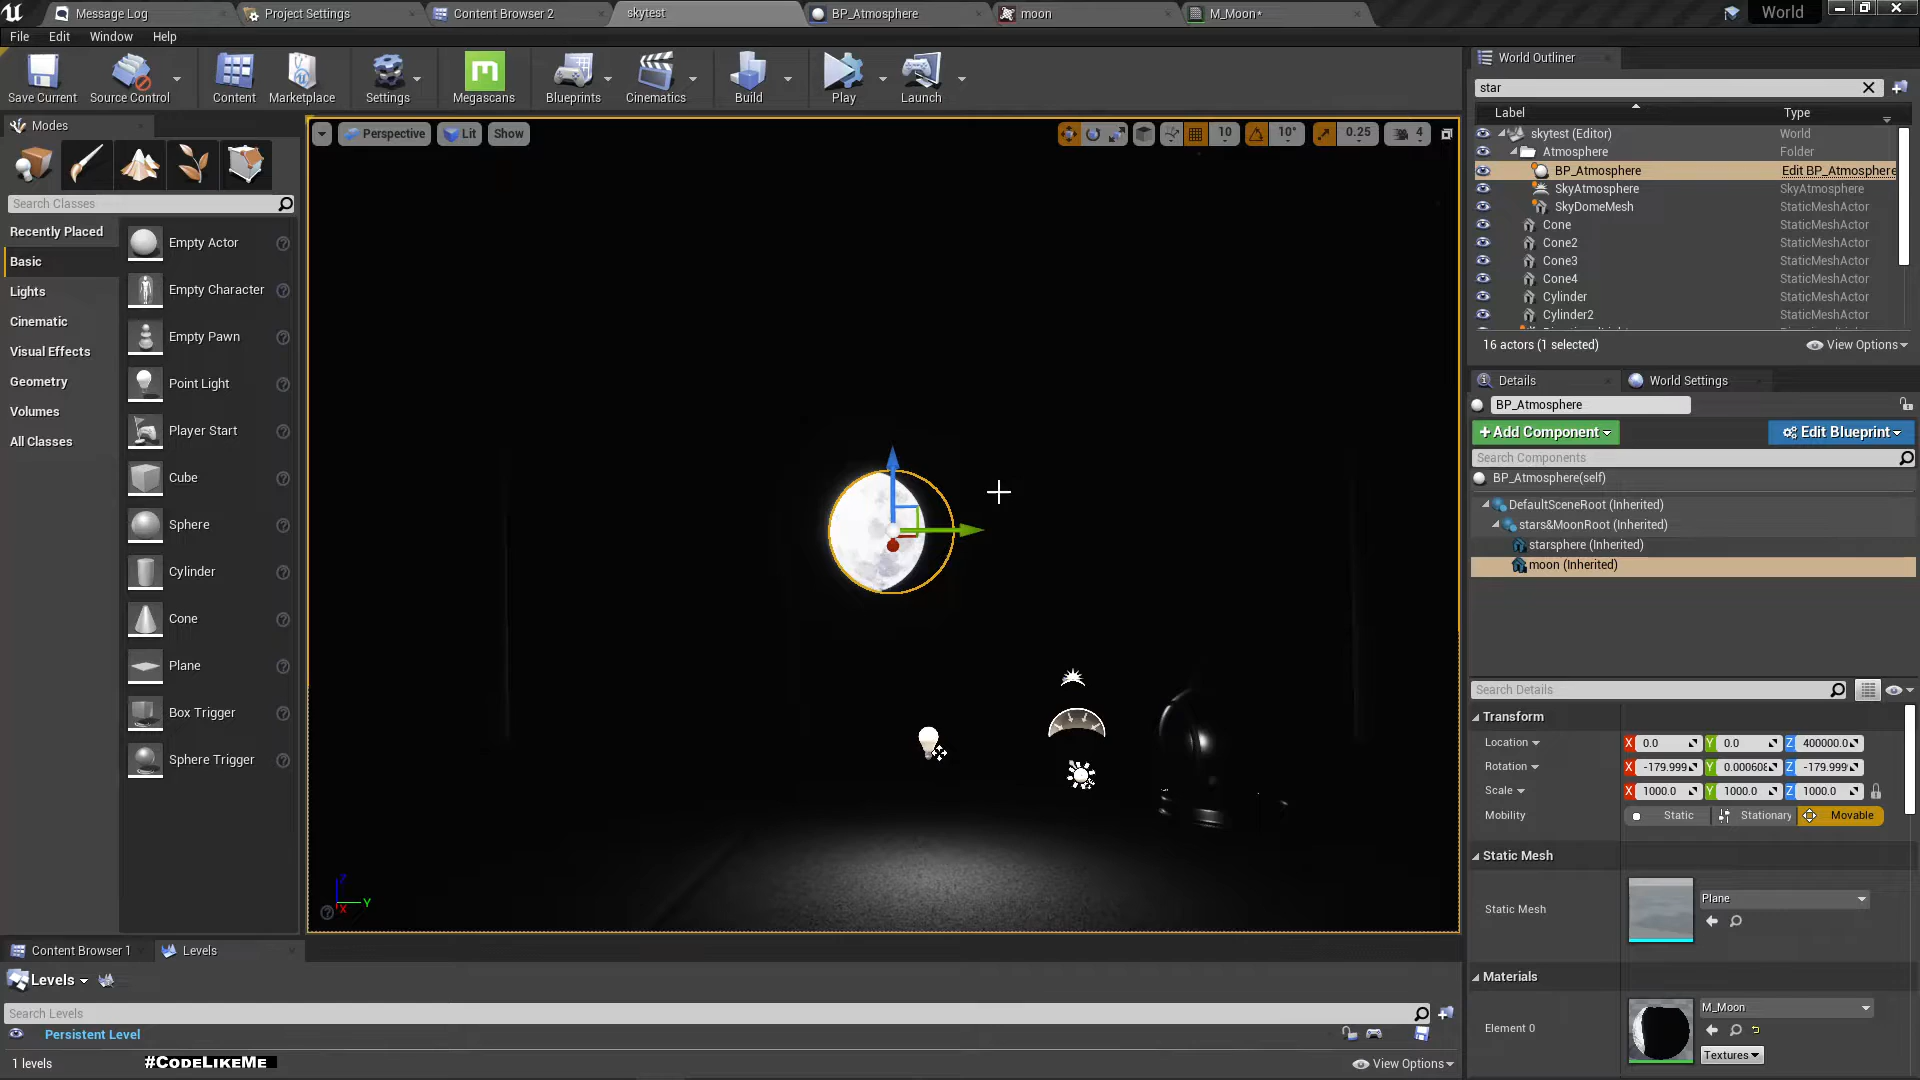 Message Log
Project Settings
Content Browser 2
skytest
BP_Atmosphere
moon
M_Moon*
World
File Edit Window Help
Save Current
Source Control
Content
Marketplace
Settings
Megascans
Blueprints
Cinematics
Build
Play
Launch
Modes
Search Classes
Recently Placed
Basic
Lights
Cinematic
Visual Effects
Geometry
Volumes
All Classes
Empty Actor
Empty Character
Empty Pawn
Point Light
Player Start
Cube
Sphere
Cylinder
Cone
Plane
Box Trigger
Sphere Trigger
Perspective Lit Show
10 10° 0.25 4
Z
X Y
World Outliner
star
Label Type
skytest (Editor) World
Atmosphere Folder
BP_Atmosphere Edit BP_Atmosphere
SkyAtmosphere SkyAtmosphere
SkyDomeMesh StaticMeshActor
Cone StaticMeshActor
Cone2 StaticMeshActor
Cone3 StaticMeshActor
Cone4 StaticMeshActor
Cylinder StaticMeshActor
Cylinder2 StaticMeshActor
16 actors (1 selected) View Options
Details World Settings
BP_Atmosphere
+Add Component Edit Blueprint
Search Components
BP_Atmosphere(self)
DefaultSceneRoot (Inherited)
stars&MoonRoot (Inherited)
starsphere (Inherited)
moon (Inherited)
Search Details
Transform
Location X 0.0 Y 0.0 Z 400000.0
Rotation X -179.999 Y 0.000608 Z -179.999
Scale X 1000.0 Y 1000.0 Z 1000.0
Mobility Static Stationary Movable
Static Mesh
Static Mesh Plane
Materials
Element 0 M_Moon
Textures
Content Browser 1 Levels
Levels
Search Levels
Persistent Level
1 levels #CodeLikeMe View Options